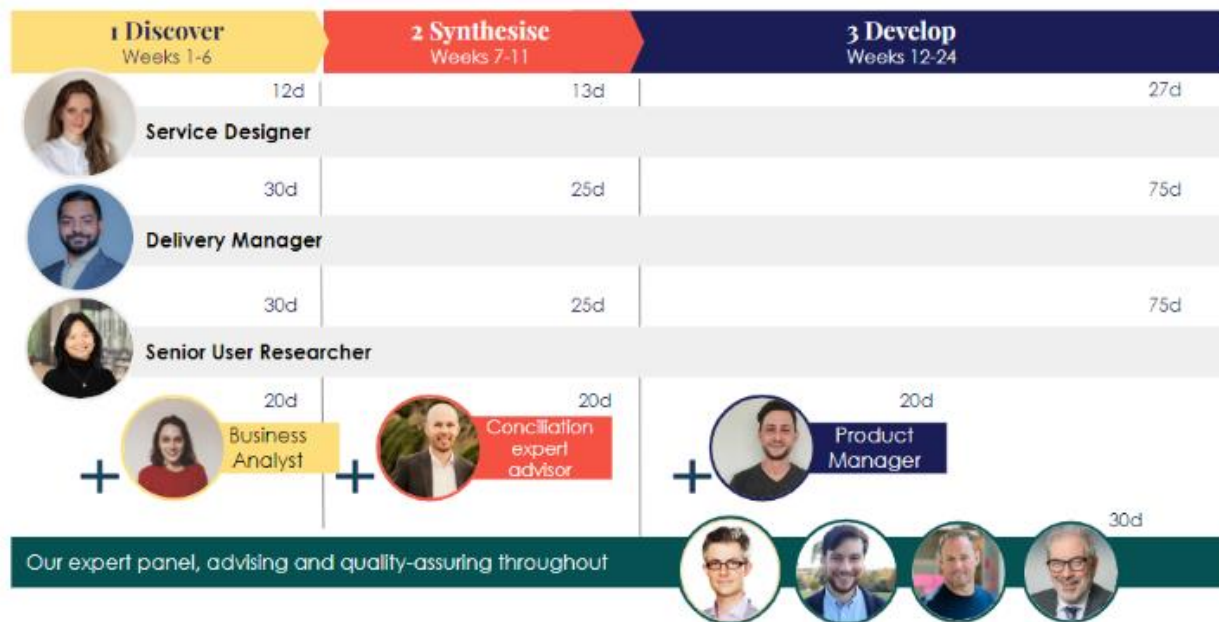 1 Discover
Weeks 1-6
2 Synthesise
Weeks 7-11
3 Develop
Weeks 12-24
12d
13d
27d
Service Designer
30d
25d
75d
Delivery Manager
30d
25d
75d
Senior User Researcher
20d
20d
20d
Business
Analyst
Conciliation
expert
advisor
Product
Manager
+
+
+
30d
Our expert panel, advising and quality-assuring throughout